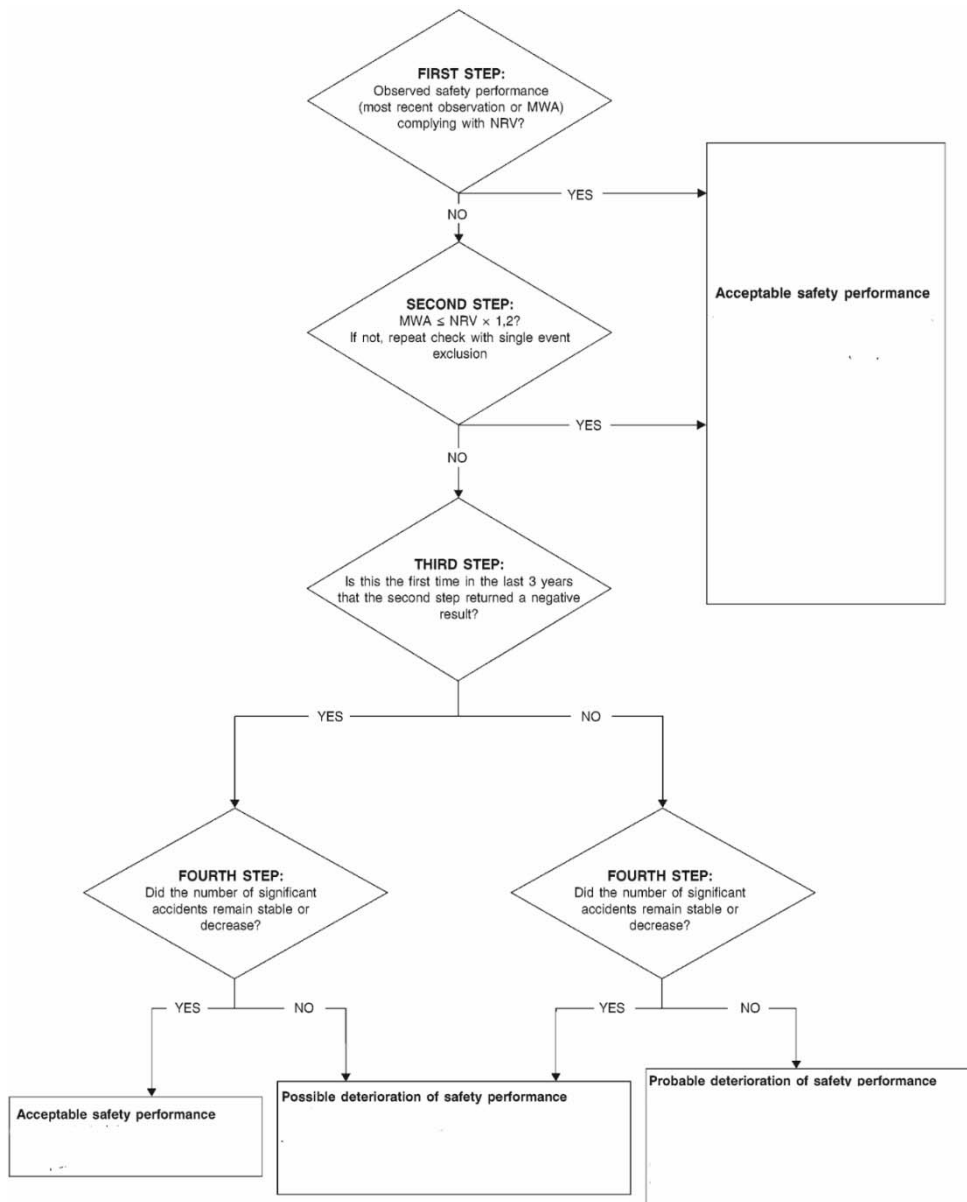 FIRST STEP:
Observed safety performance
(most recent observation or MWA)
complying with NRV?
YES
NO
Acceptable safety performance
SECOND STEP:
MWA ≤ NRV × 1,2?
If not, repeat check with single event
exclusion
YES
NO
THIRD STEP:
Is this the first time in the last 3 years
that the second step returned a negative
result?
YES
NO
FOURTH STEP:
Did the number of significant
accidents remain stable or
decrease?
FOURTH STEP:
Did the number of significant
accidents remain stable or
decrease?
YES
NO
YES
NO
Acceptable safety performance
Possible deterioration of safety performance
Probable deterioration of safety performance